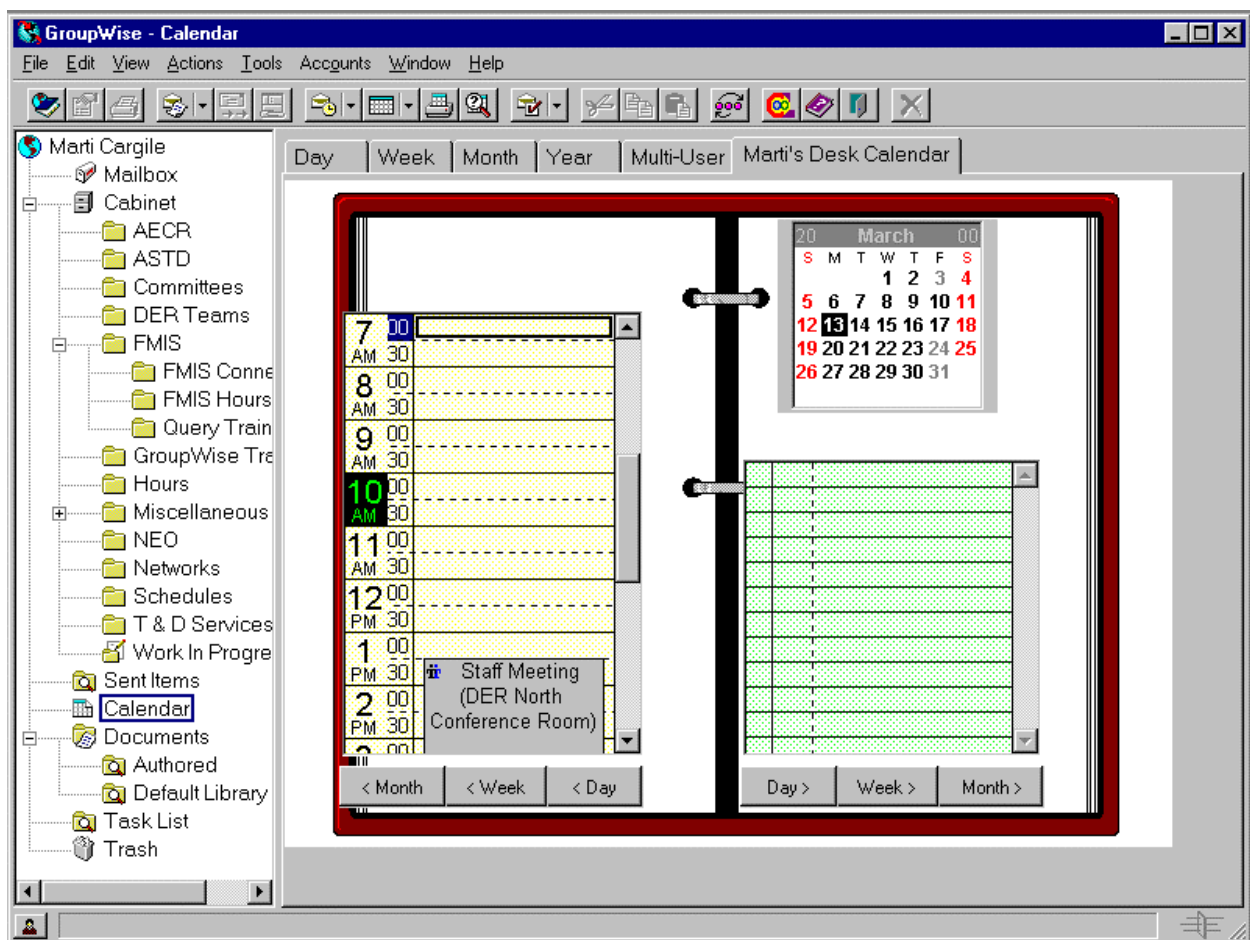 GroupWise - Calendar
File Edit View Actions Tools Accounts Window Help
Marti Cargile
Mailbox
Cabinet
AECR
ASTD
Committees
DER Teams
FMIS
FMIS Conne
FMIS Hours
Query Train
GroupWise Tra
Hours
Miscellaneous
NEO
Networks
Schedules
T & D Services
Work In Progre
Sent Items
Calendar
Documents
Authored
Default Library
Task List
Trash
Day Week Month Year Multi-User Marti's Desk Calendar
7 AM 00
30
8 AM 00
30
9 AM 00
30
10 AM 00
30
11 AM 00
30
12 PM 00
30
1 PM 00
30
2 PM 00
30
00
Staff Meeting
(DER North
Conference Room)
< Month < Week < Day
20 March 00
S M T W T F S
1 2 3 4
5 6 7 8 9 10 11
12 13 14 15 16 17 18
19 20 21 22 23 24 25
26 27 28 29 30 31
Day > Week > Month >